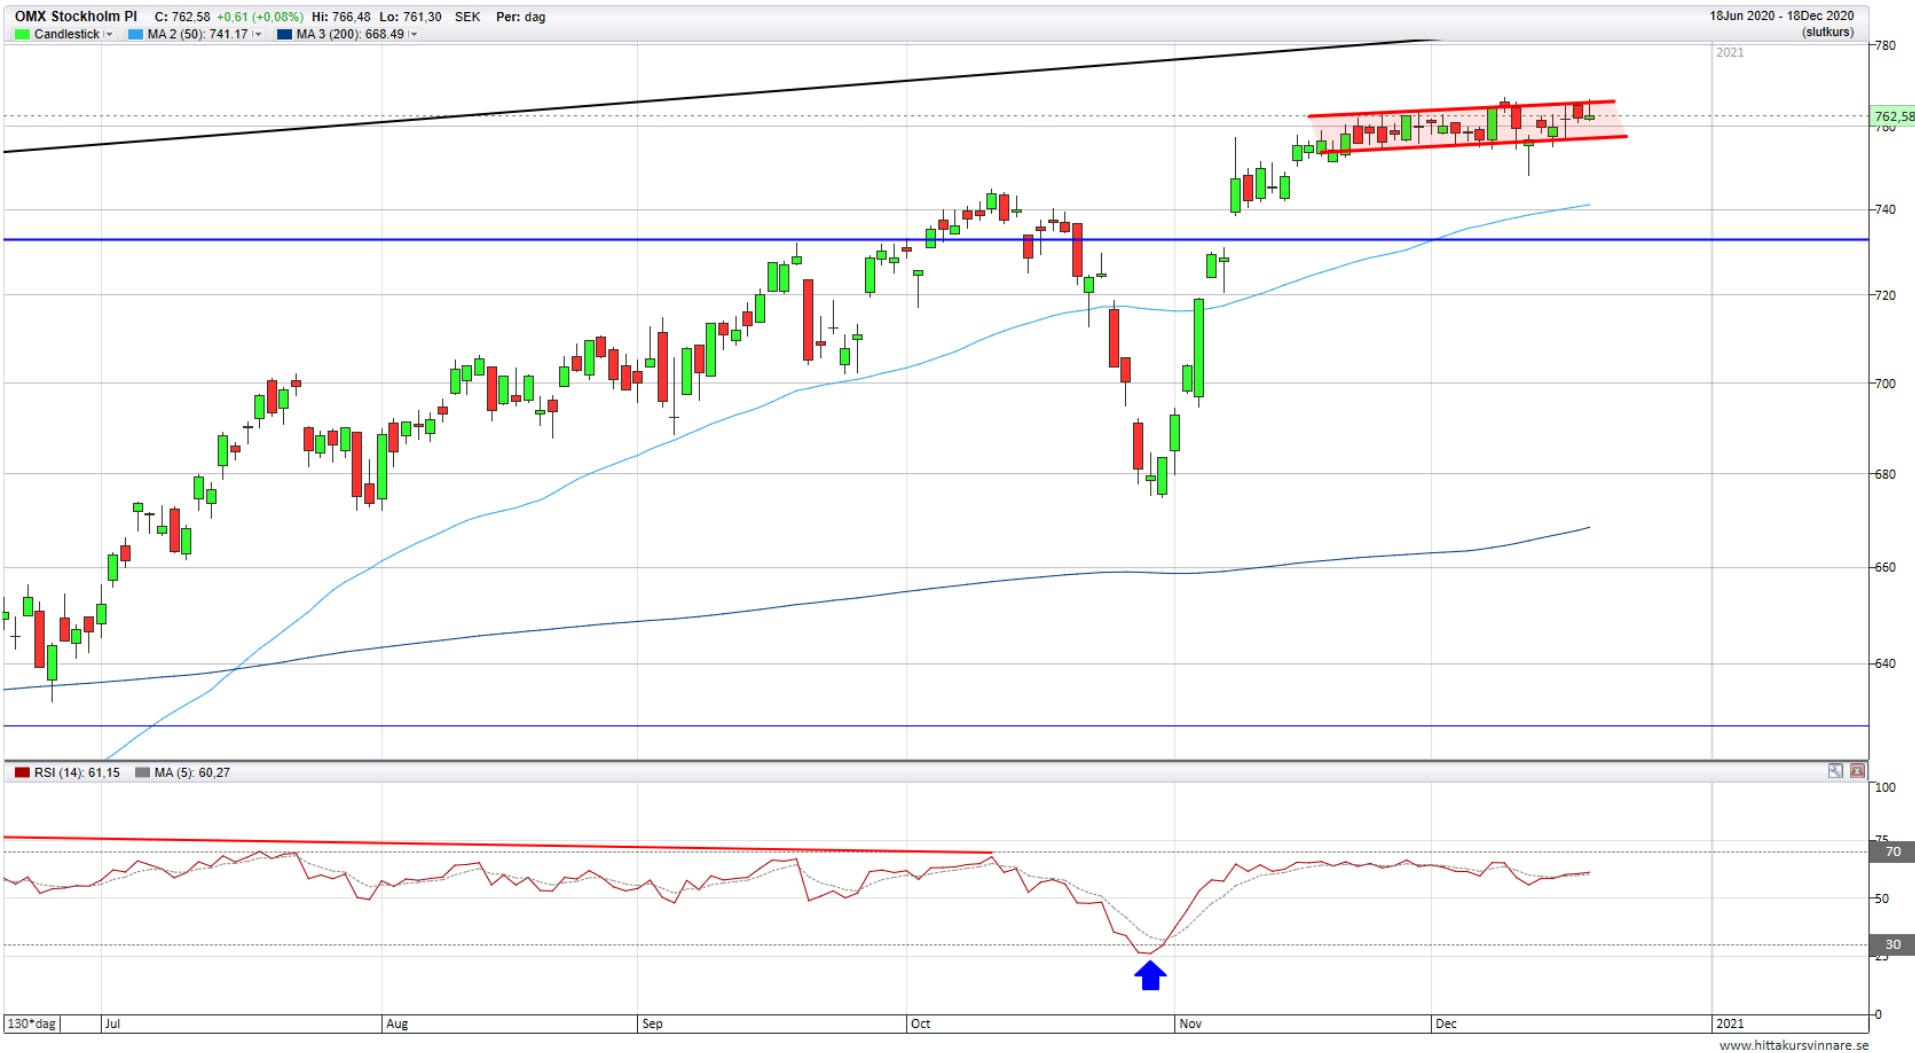 OMX Stockholm PI C: 762,58 +0,61 (+0,08%) Hi: 766,48 Lo: 761,30 SEK Per: dag
18Jun 2020 - 18Dec 2020
Candlestick MA 2 (50): 741.17 MA 3 (200): 668.49
(slutkurs)
2021
780
762,58
760
740
720
700
680
660
640
RSI (14): 61,15 MA (5): 60,27
100
75
70
50
30
25
0
130*dag Jul Aug Sep Oct Nov Dec 2021
www.hittakursvinnare.se